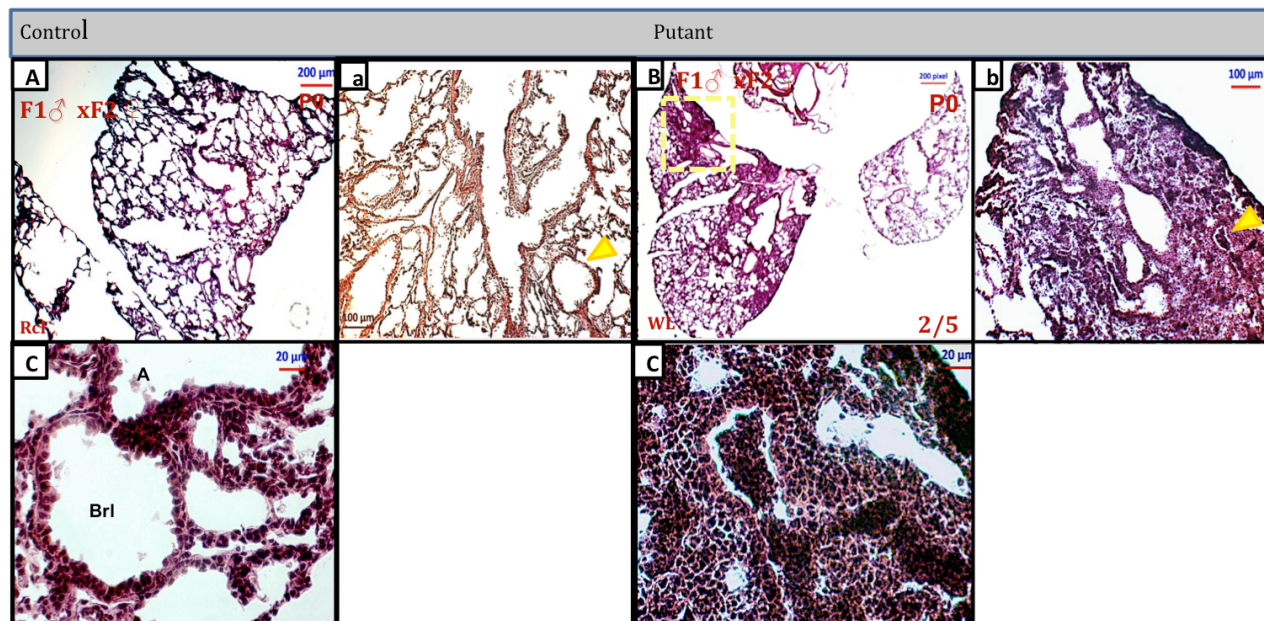 Control
Putant
A
200 µm
P0
F1♂ xF2
a
100 µm
B
F1♂ xF2
200 pixel
P0
WL
2/5
b
100 µm
C
20 µm
A
Brl
C
20 µm